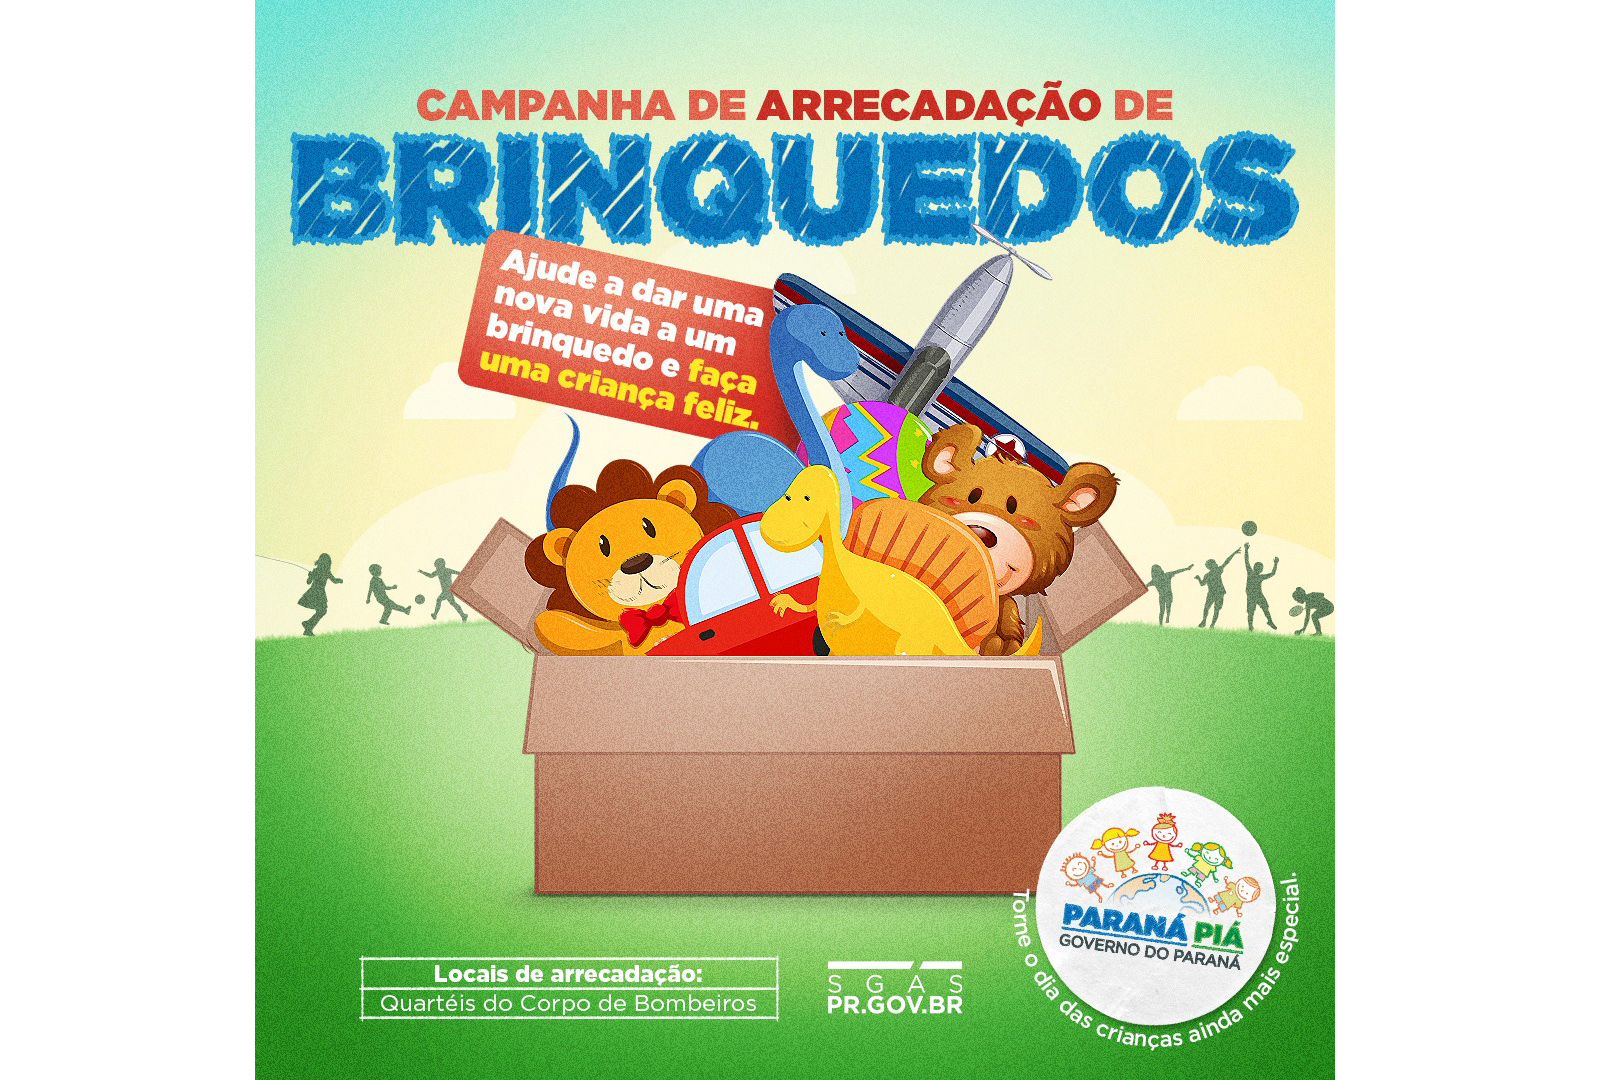 CAMPANHA DE ARRECADAÇÃO DE
BRINQUEDOS
Ajude a dar uma
nova vida a um
brinquedo e faça
uma criança feliz.
Locais de arrecadação:
Quartéis do Corpo de Bombeiros
SGAS
PR.GOV.BR
PARANÁ PIÁ
GOVERNO DO PARANÁ
Torne o dia das crianças ainda mais especial.